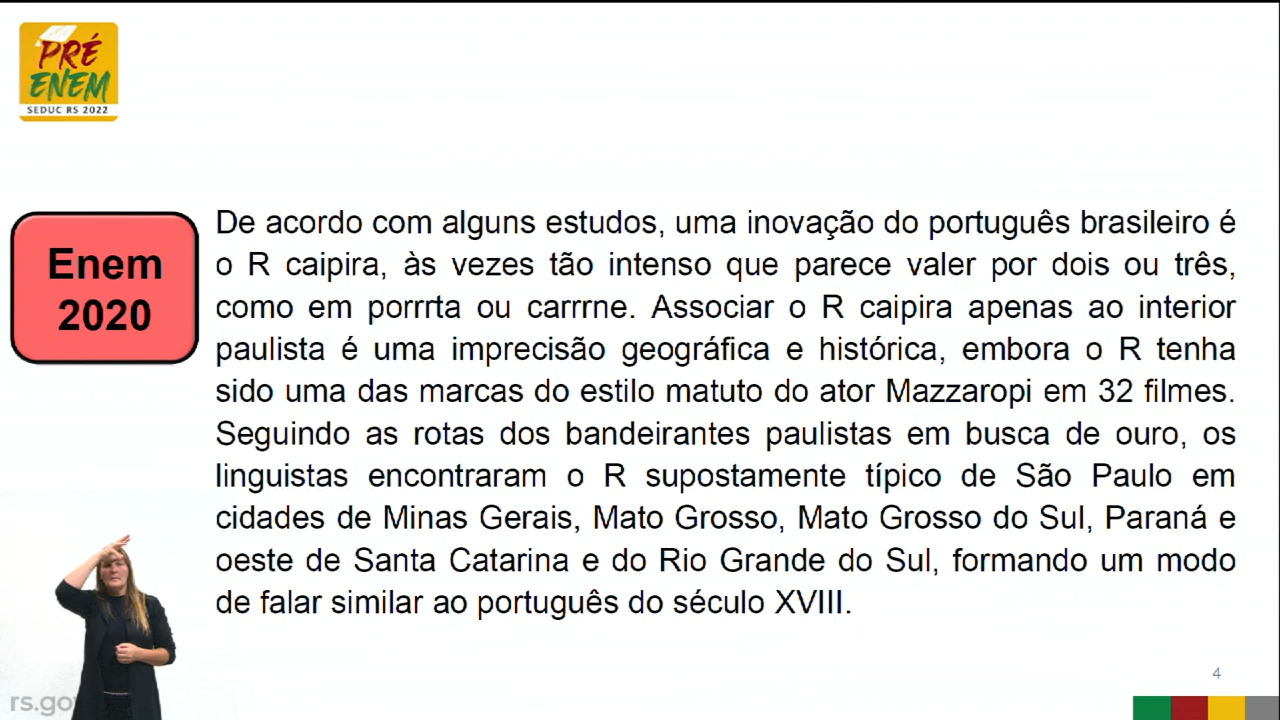 PRÉ
ENEM
SEDUC RS 2022
Enem
2020
De acordo com alguns estudos, uma inovação do português brasileiro é
o R caipira, às vezes tão intenso que parece valer por dois ou três,
como em porrrta ou carrrne. Associar o R caipira apenas ao interior
paulista é uma imprecisão geográfica e histórica, embora o R tenha
sido uma das marcas do estilo matuto do ator Mazzaropi em 32 filmes.
Seguindo as rotas dos bandeirantes paulistas em busca de ouro, os
linguistas encontraram o R supostamente típico de São Paulo em
cidades de Minas Gerais, Mato Grosso, Mato Grosso do Sul, Paraná e
oeste de Santa Catarina e do Rio Grande do Sul, formando um modo
de falar similar ao português do século XVIII.
4
rs.gov